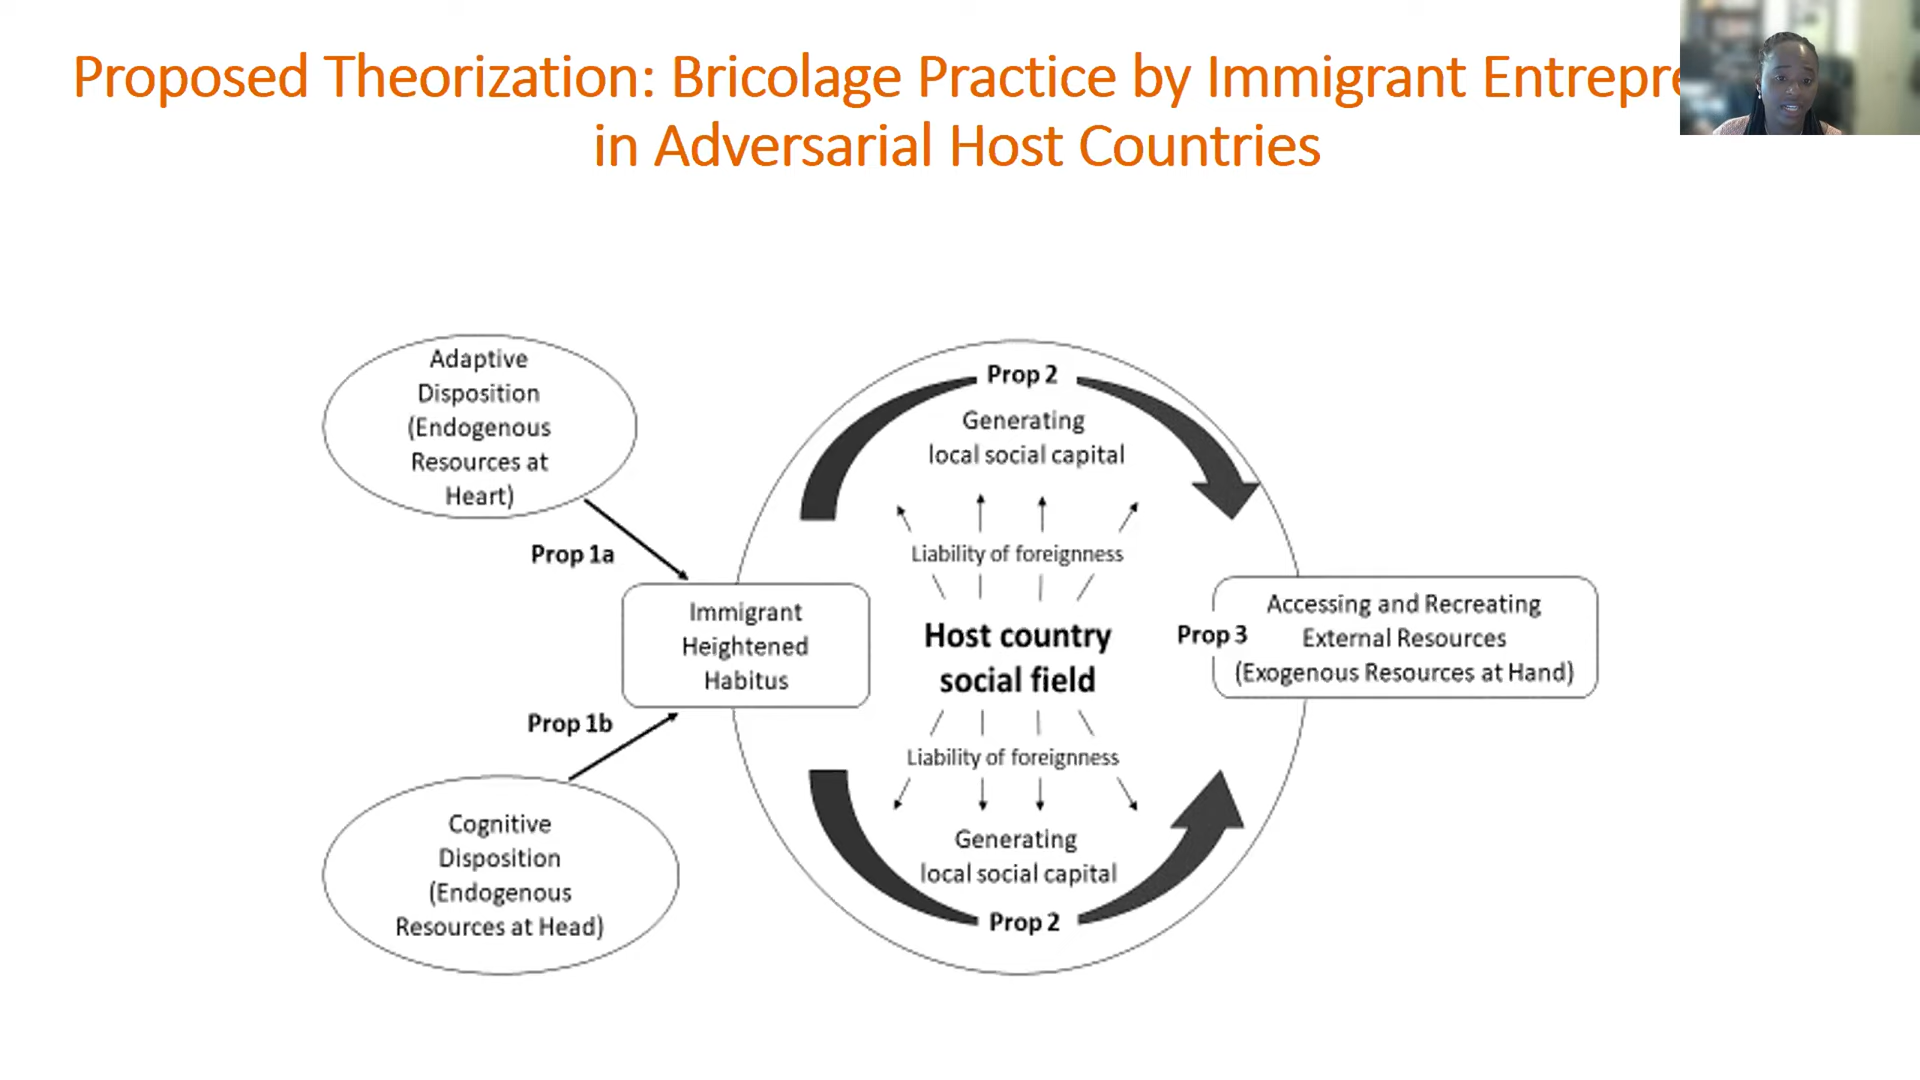 Proposed Theorization: Bricolage Practice by Immigrant Entrepre
in Adversarial Host Countries
Adaptive
Disposition
(Endogenous
Resources at
Heart)
Prop 1a
Immigrant
Heightened
Habitus
Prop 1b
Cognitive
Disposition
(Endogenous
Resources at Head)
Prop 2
Generating
local social capital
Liability of foreignness
Host country
social field
Liability of foreignness
Generating
local social capital
Prop 2
Prop 3
Accessing and Recreating
External Resources
(Exogenous Resources at Hand)